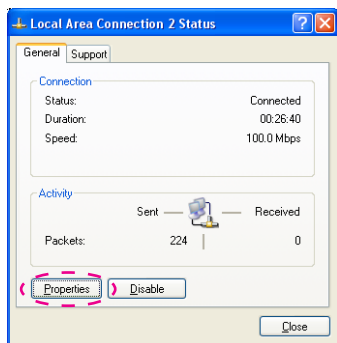 Local Area Connection 2 Status
General Support
Connection
Status: Connected
Duration: 00:26:40
Speed: 100.0 Mbps
Activity
Sent — — Received
Packets: 224 | 0
Properties Disable
Close